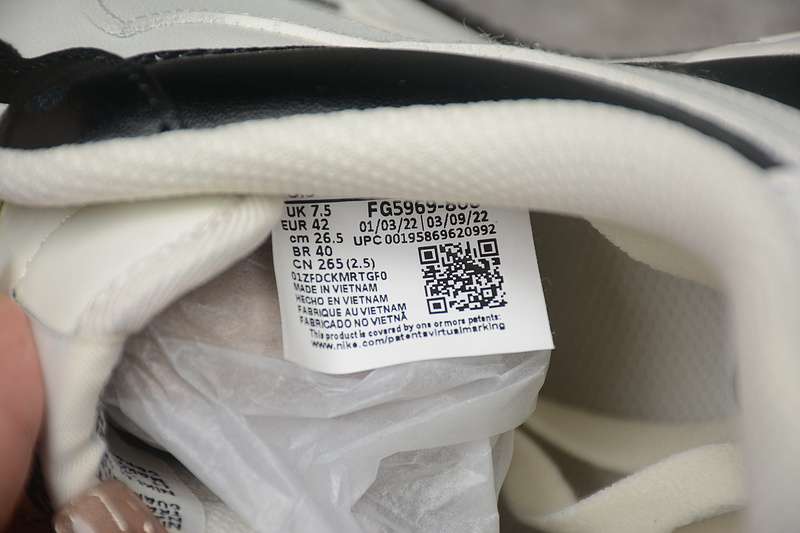 UK 7.5
EUR 42
cm 26.5
BR 40
CN 265 (2.5)
01ZFDCKMRTGF0
MADE IN VIETNAM
HECHO EN VIETNAM
FABRIQUE AU VIETNAM
FABRICADO NO VIETNÃ
FG5969-800
01/03/22 | 03/09/22
UPC 00195869620992
This product is covered by one or more patents:
www.nike.com/patentsvirtualmarking